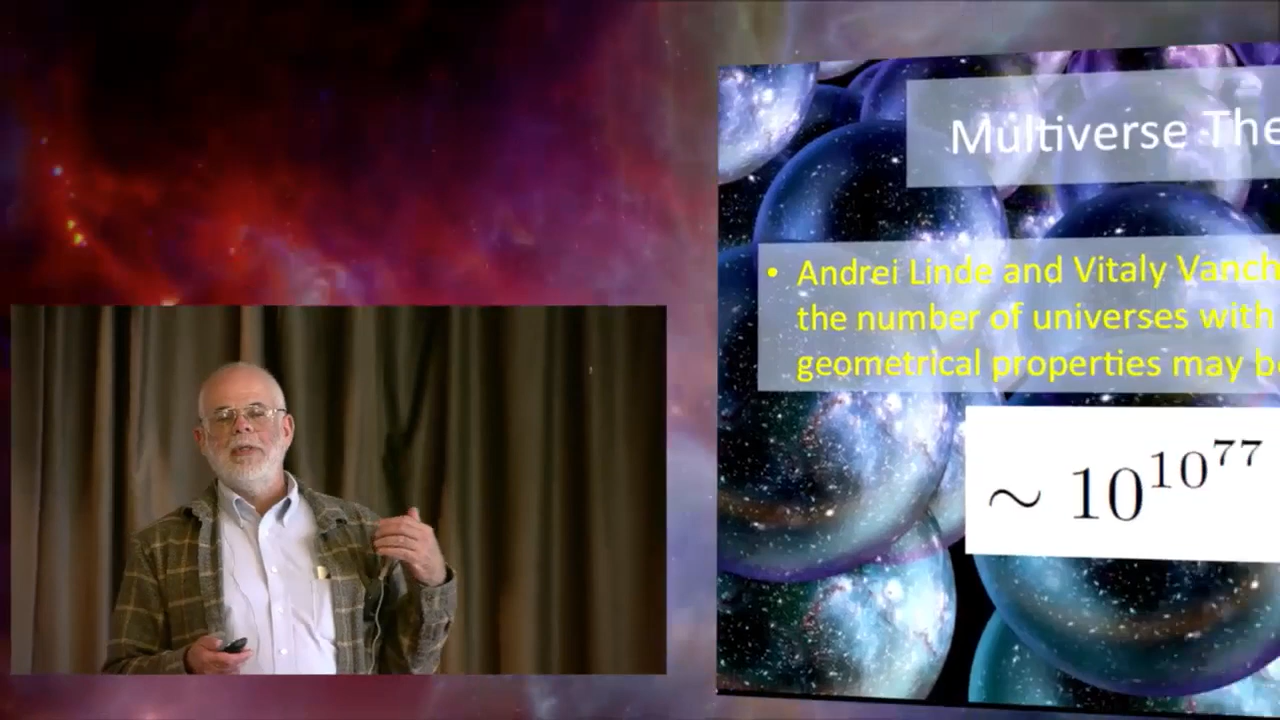 Multiverse The
• Andrei Linde and Vitaly Vanch
the number of universes with
geometrical properties may b
~ 10^10^77